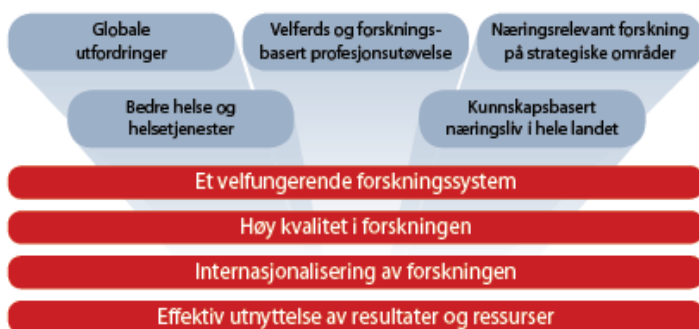 Globale
utfordringer
Velferds og forsknings-
basert profesjonsutøvelse
Næringsrelevant forskning
på strategiske områder
Bedre helse og
helsetjenester
Kunnskapsbasert
næringsliv i hele landet
Et velfungerende forskningssystem
Høy kvalitet i forskningen
Internasjonalisering av forskningen
Effektiv utnyttelse av resultater og ressurser